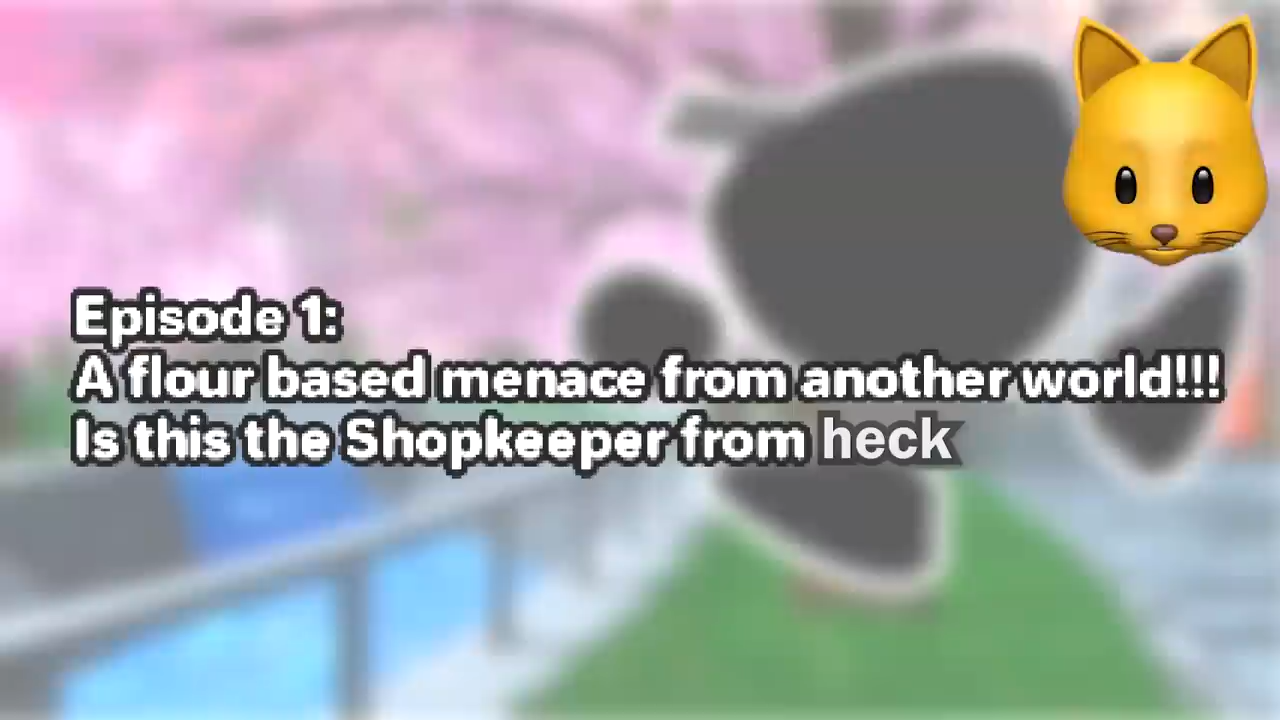 Episode 1:
A flour based menace from another world!!!
Is this the Shopkeeper from heck